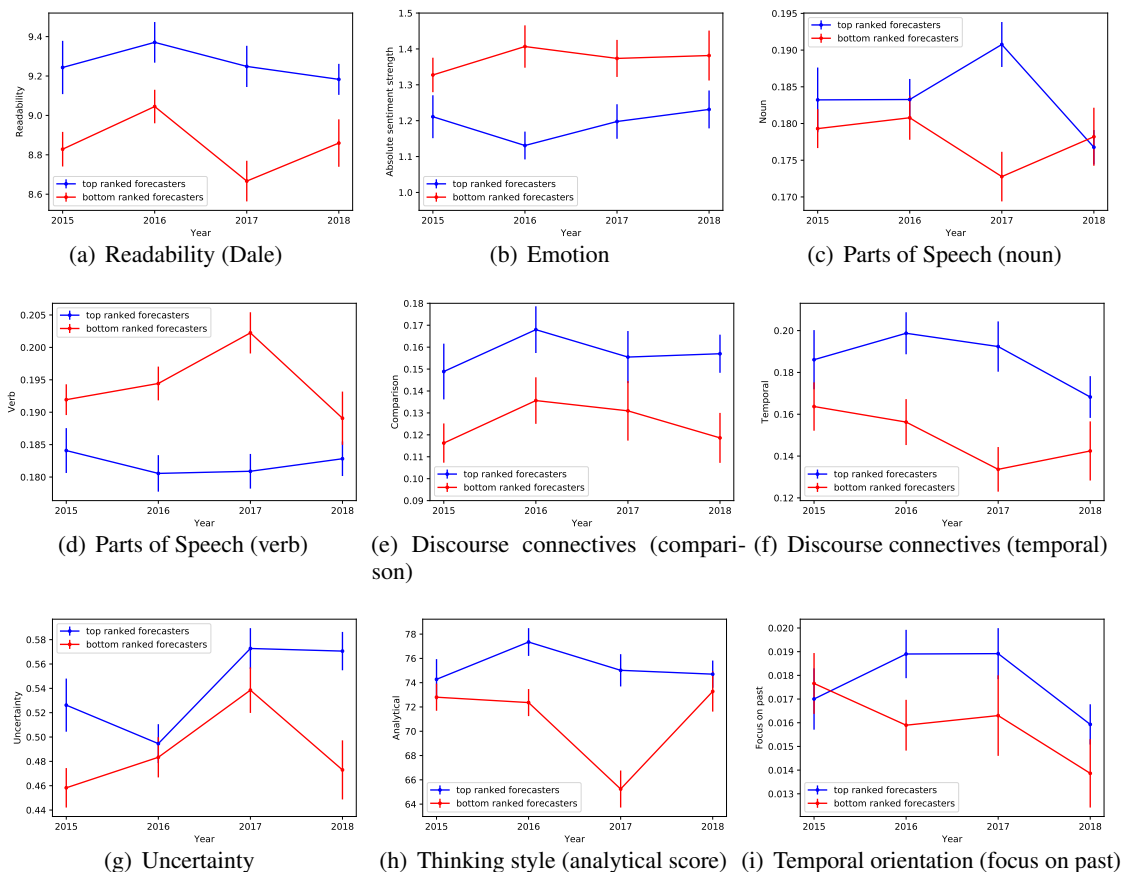 9.4
9.2
9.0
8.8
8.6
Readability
top ranked forecasters
bottom ranked forecasters
2015 2016 2017 2018
Year
(a) Readability (Dale)
1.5
1.4
1.3
1.2
1.1
1.0
Absolute sentiment strength
top ranked forecasters
bottom ranked forecasters
2015 2016 2017 2018
Year
(b) Emotion
0.195
0.190
0.185
0.180
0.175
0.170
Noun
top ranked forecasters
bottom ranked forecasters
2015 2016 2017 2018
Year
(c) Parts of Speech (noun)
0.205
0.200
0.195
0.190
0.185
0.180
Verb
top ranked forecasters
bottom ranked forecasters
2015 2016 2017 2018
Year
(d) Parts of Speech (verb)
0.18
0.17
0.16
0.15
0.14
0.13
0.12
0.11
0.10
0.09
Comparison
top ranked forecasters
bottom ranked forecasters
2015 2016 2017 2018
Year
(e) Discourse connectives (compari-
son)
0.20
0.18
0.16
0.14
0.12
Temporal
top ranked forecasters
bottom ranked forecasters
2015 2016 2017 2018
Year
(f) Discourse connectives (temporal)
0.58
0.56
0.54
0.52
0.50
0.48
0.46
0.44
Uncertainty
top ranked forecasters
bottom ranked forecasters
2015 2016 2017 2018
Year
(g) Uncertainty
78
76
74
72
70
68
66
64
Analytical
top ranked forecasters
bottom ranked forecasters
2015 2016 2017 2018
Year
(h) Thinking style (analytical score)
0.020
0.019
0.018
0.017
0.016
0.015
0.014
0.013
Focus on past
top ranked forecasters
bottom ranked forecasters
2015 2016 2017 2018
Year
(i) Temporal orientation (focus on past)